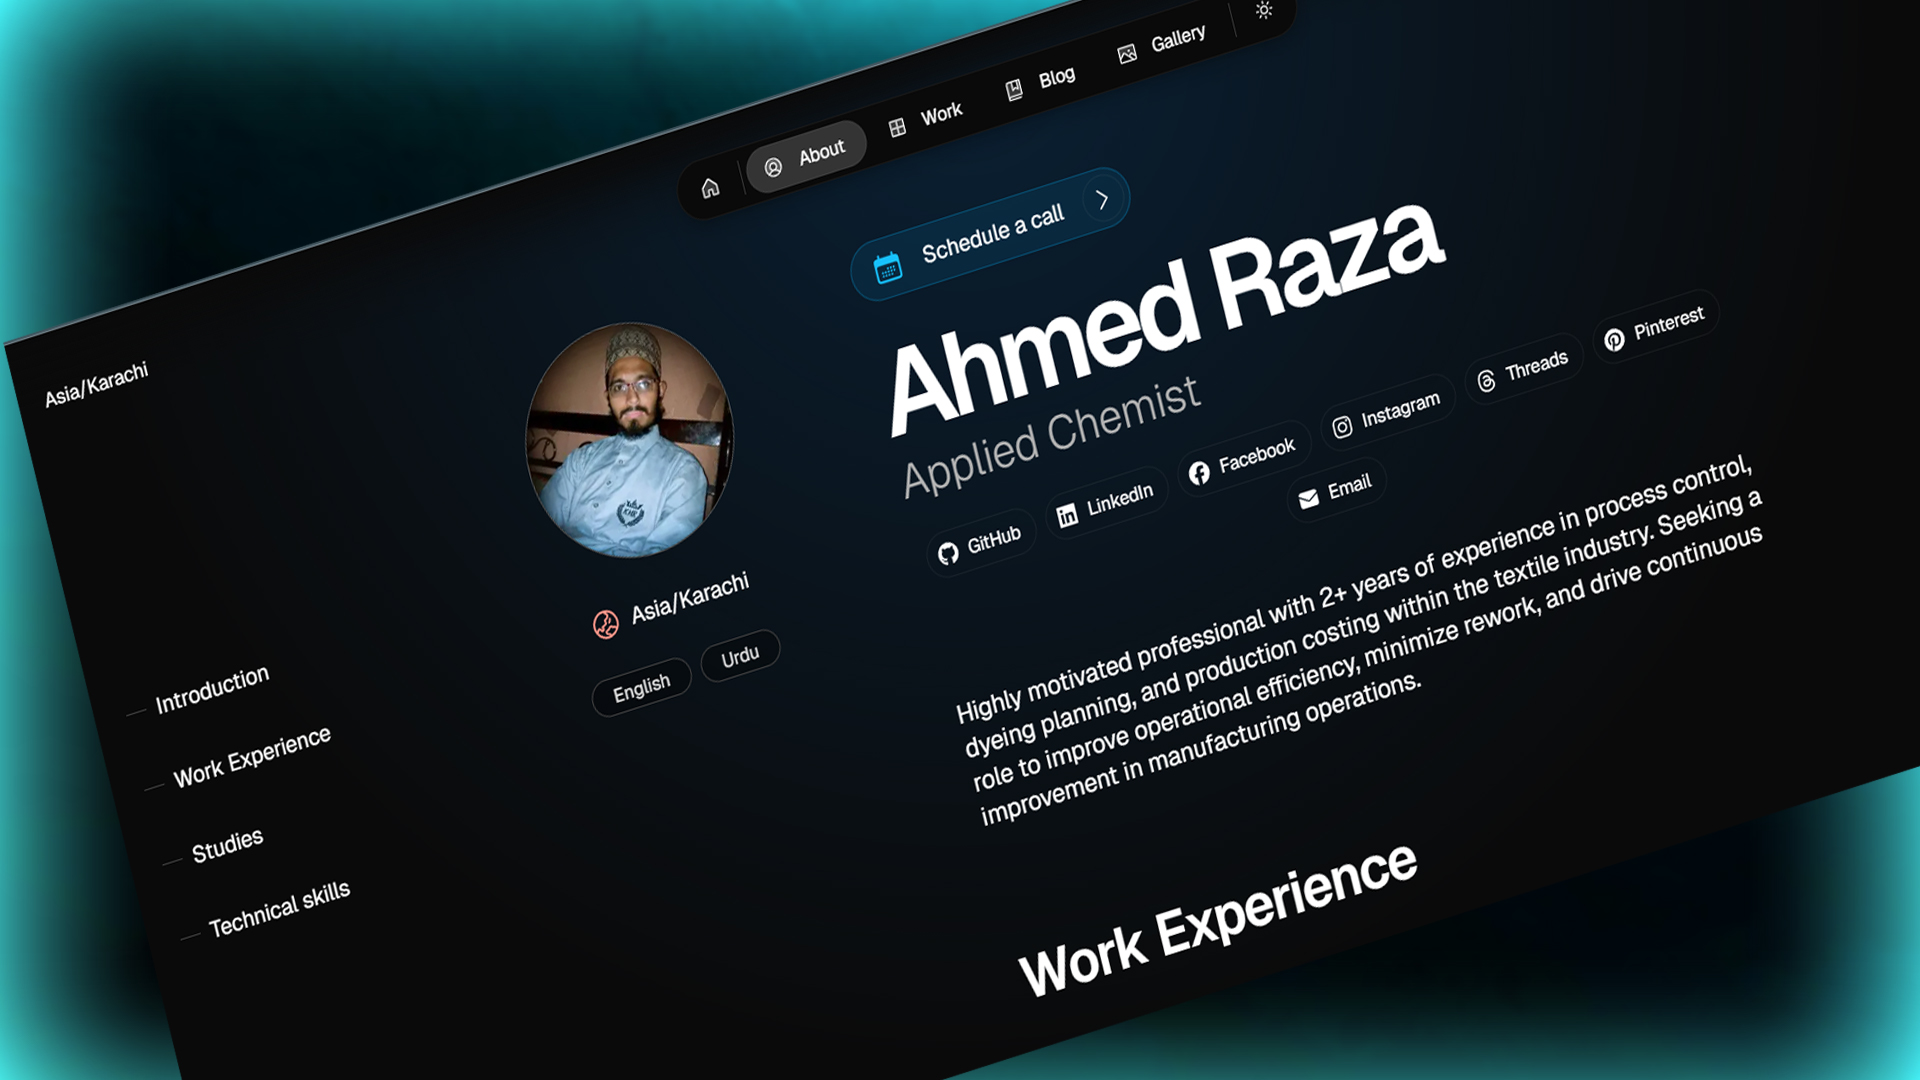 About
Work
Blog
Gallery
Asia/Karachi
Schedule a call
Ahmed Raza
Applied Chemist
GitHub
LinkedIn
Facebook
Instagram
Threads
Pinterest
Email
Asia/Karachi
English
Urdu
Introduction
Work Experience
Studies
Technical skills
Highly motivated professional with 2+ years of experience in process control,
dyeing planning, and production costing within the textile industry. Seeking a
role to improve operational efficiency, minimize rework, and drive continuous
improvement in manufacturing operations.
Work Experience